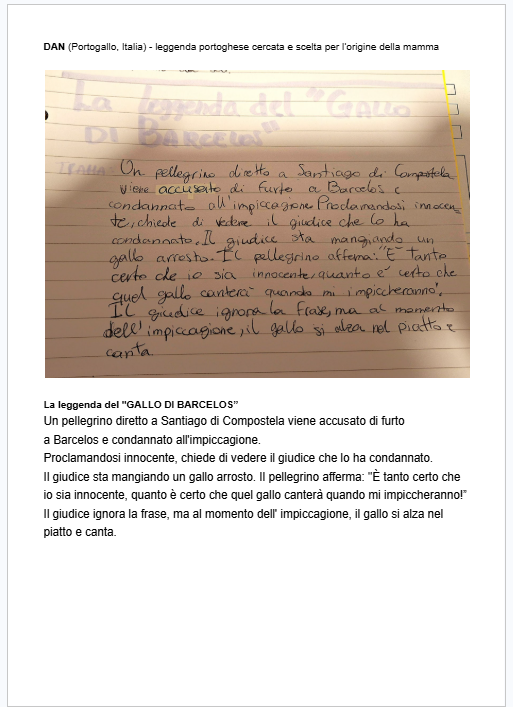 DAN (Portogallo, Italia) - leggenda portoghese cercata e scelta per l'origine della mamma
La leggenda del "GALLO
DI BARCELOS"
Un pellegrino diretto a Santiago di Compostela
viene accusato di furto a Barcelos e
condannato all'impiccagione. Proclamandosi innocen-
te, chiede di vedere il giudice che lo ha
condannato. Il giudice sta mangiando un
gallo arrosto. Il pellegrino afferma: "È tanto
certo che io sia innocente, quanto è certo che
quel gallo canterà quando mi impiccheranno".
Il giudice ignora la frase, ma al momento
dell'impiccagione, il gallo si alza nel piatto e
canta.
La leggenda del "GALLO DI BARCELOS"
Un pellegrino diretto a Santiago di Compostela viene accusato di furto
a Barcelos e condannato all'impiccagione.
Proclamandosi innocente, chiede di vedere il giudice che lo ha condannato.
Il giudice sta mangiando un gallo arrosto. Il pellegrino afferma: "È tanto certo che
io sia innocente, quanto è certo che quel gallo canterà quando mi impiccheranno!"
Il giudice ignora la frase, ma al momento dell' impiccagione, il gallo si alza nel
piatto e canta.